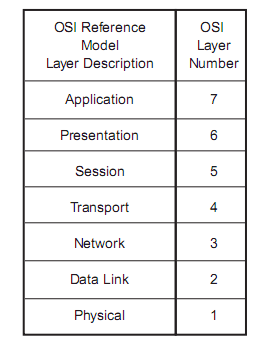 OSI Reference Model Layer Description	OSI Layer Number
Application	7
Presentation	6
Session	5
Transport	4
Network	3
Data Link	2
Physical	1